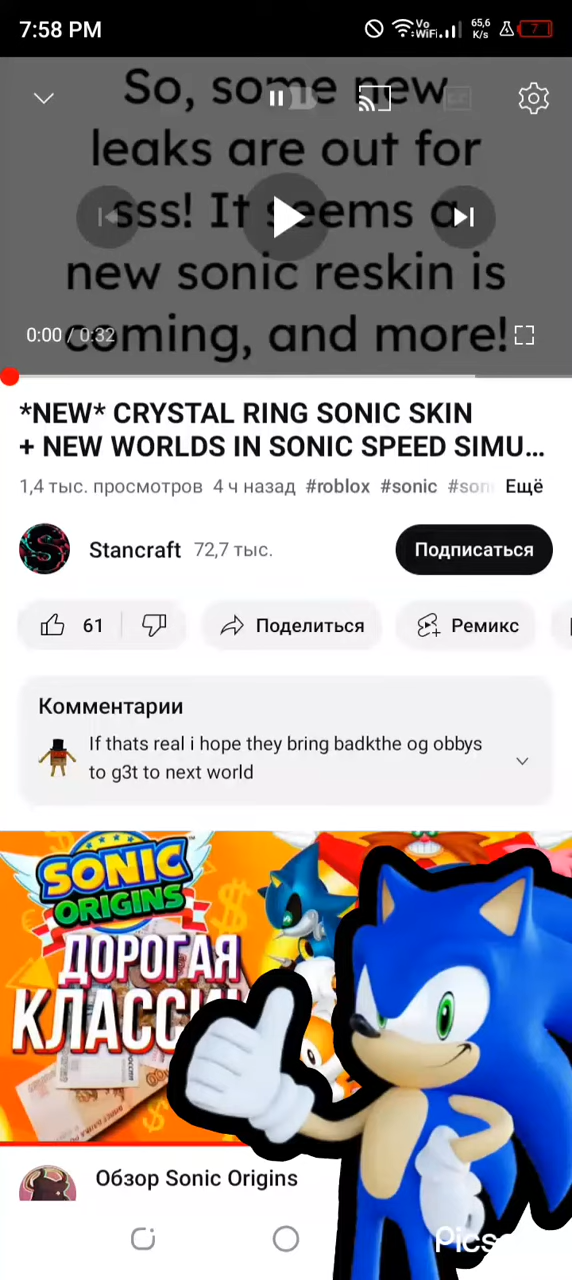 7:58 PM
Vo
WiFi
65,6
K/s
7
So, some new
leaks are out for
sss! It seems a
new sonic reskin is
coming, and more!
0:00 / 0:32
*NEW* CRYSTAL RING SONIC SKIN
+ NEW WORLDS IN SONIC SPEED SIMU...
1,4 тыс. просмотров 4 ч назад #roblox #sonic #son Ещё
Stancraft 72,7 тыс. Подписаться
61 Поделиться Ремикс
Комментарии
If thats real i hope they bring badkthe og obbys
to g3t to next world
SONIC
ORIGINS
ДОРОГАЯ
КЛАСС
Обзор Sonic Origins
Pics